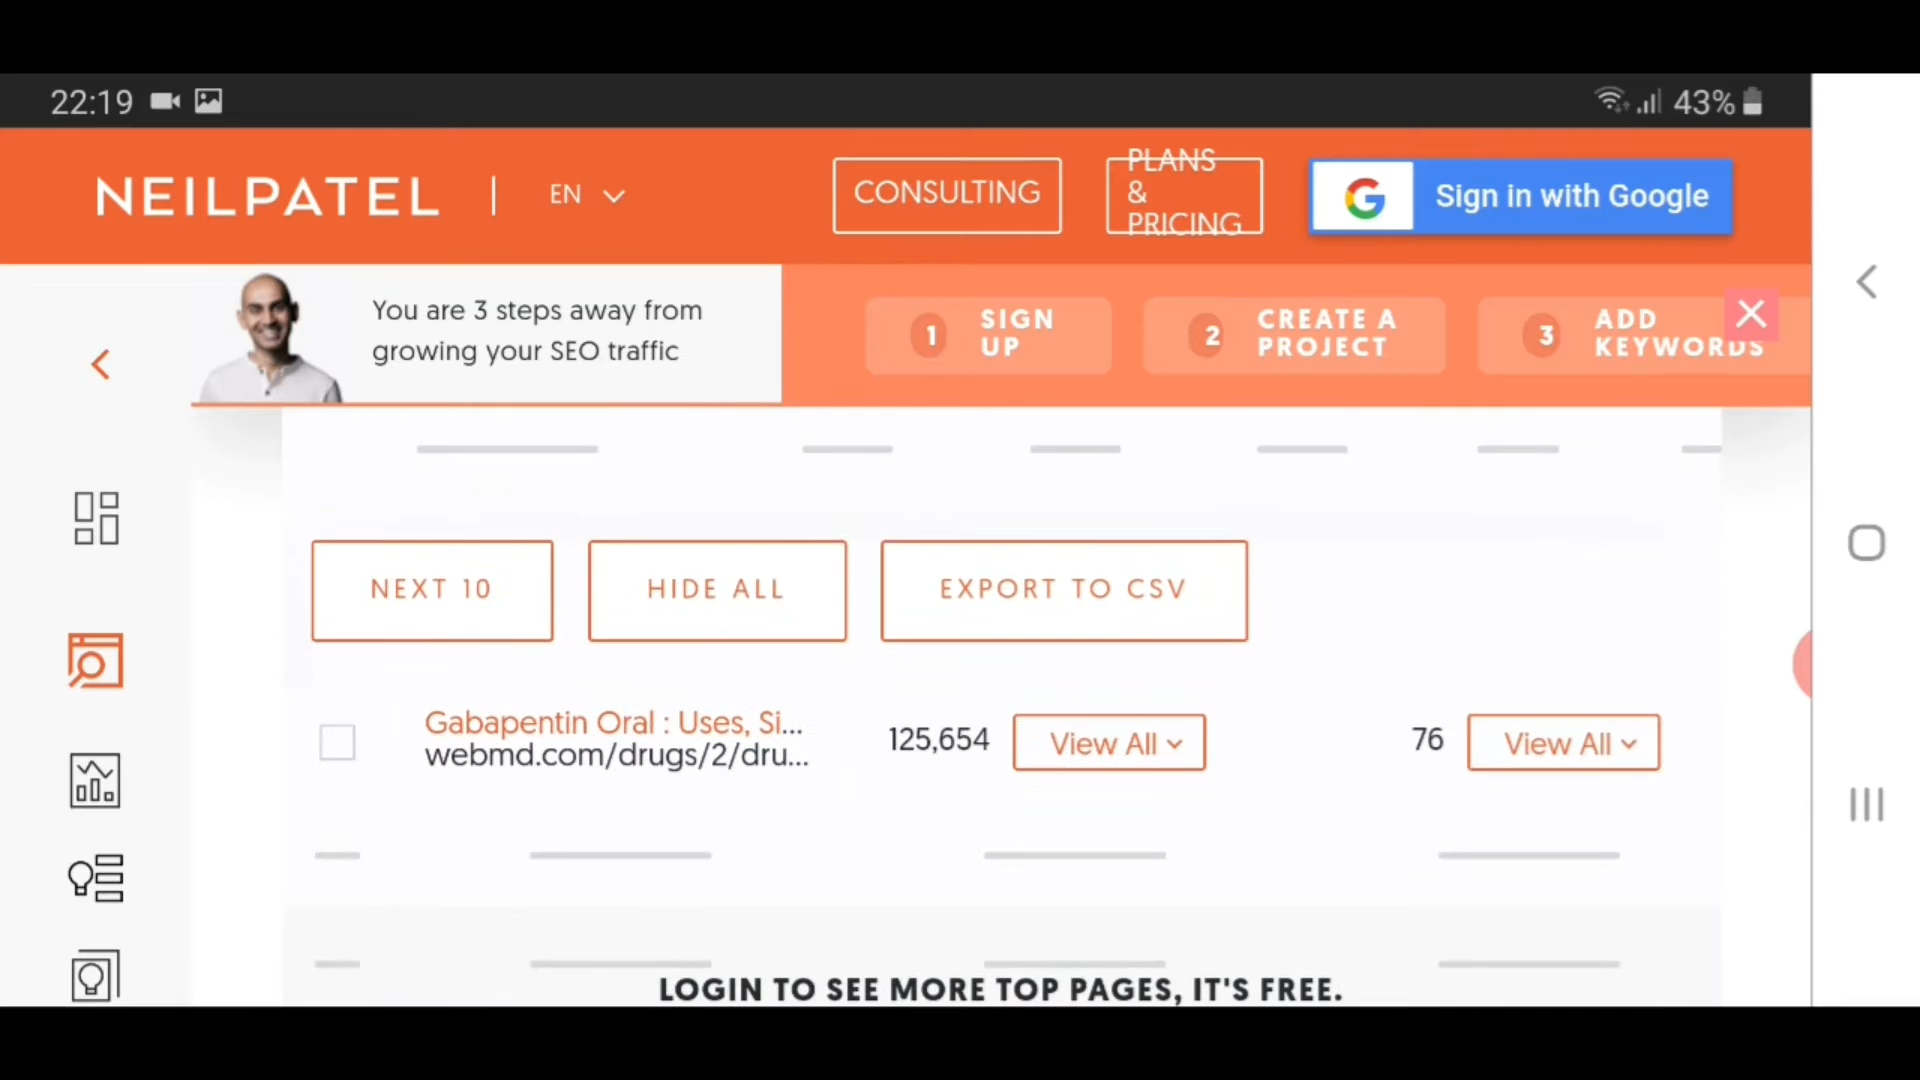 22:19
43%
NEILPATEL
EN
CONSULTING
PLANS
&
PRICING
Sign in with Google
You are 3 steps away from
growing your SEO traffic
1 SIGN
UP
2 CREATE A
PROJECT
3 ADD
KEYWORDS
NEXT 10
HIDE ALL
EXPORT TO CSV
Gabapentin Oral : Uses, Si...
webmd.com/drugs/2/dru...
125,654
View All
76
View All
LOGIN TO SEE MORE TOP PAGES, IT'S FREE.